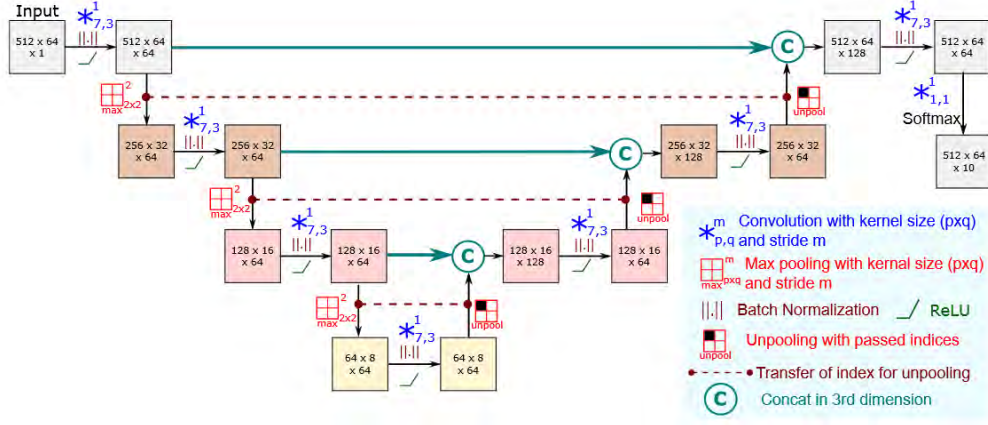 Input
512 x 64
x 1
*
1
7,3
||.||
512 x 64
x 64
C
512 x 64
x 128
*
1
7,3
||.||
512 x 64
x 64
max
2
2x2
unpool
*
1
1,1
Softmax
512 x 64
x 10
256 x 32
x 64
*
1
7,3
||.||
256 x 32
x 64
C
256 x 32
x 128
*
1
7,3
||.||
256 x 32
x 64
max
2
2x2
unpool
128 x 16
x 64
*
1
7,3
||.||
128 x 16
x 64
C
128 x 16
x 128
*
1
7,3
||.||
128 x 16
x 64
max
2
2x2
unpool
64 x 8
x 64
*
1
7,3
||.||
64 x 8
x 64
*
m
p,q
Convolution with kernel size (pxq)
and stride m
max
m
pxq
Max pooling with kernal size (pxq)
and stride m
||.|| Batch Normalization
ReLU
unpool
Unpooling with passed indices
Transfer of index for unpooling
C Concat in 3rd dimension